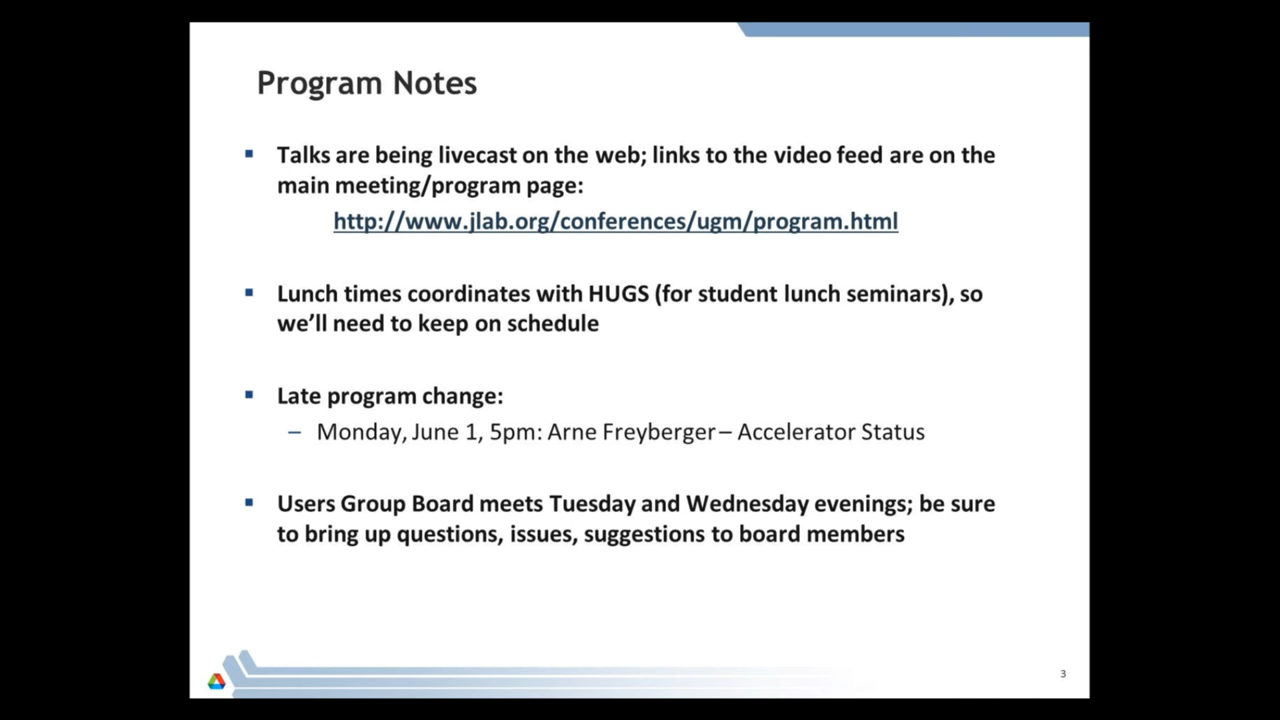 Program Notes
▪ Talks are being livecast on the web; links to the video feed are on the
main meeting/program page:
http://www.jlab.org/conferences/ugm/program.html
▪ Lunch times coordinates with HUGS (for student lunch seminars), so
we’ll need to keep on schedule
▪ Late program change:
– Monday, June 1, 5pm: Arne Freyberger – Accelerator Status
▪ Users Group Board meets Tuesday and Wednesday evenings; be sure
to bring up questions, issues, suggestions to board members
3